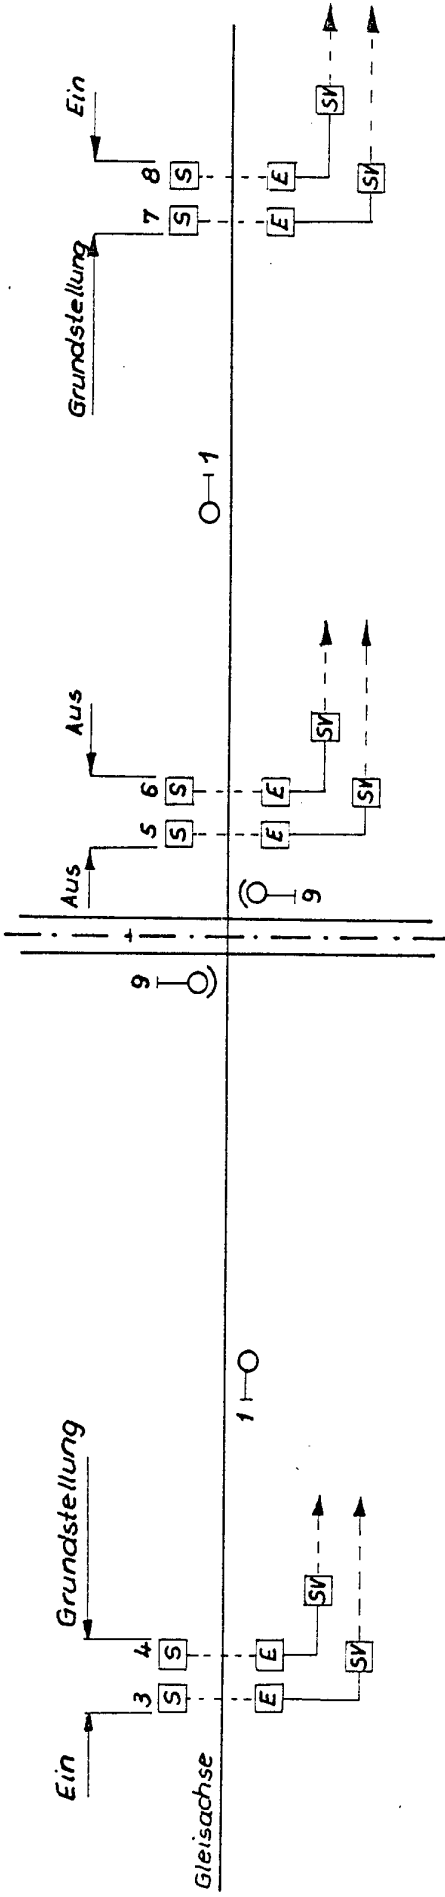 Ein
Grundstellung
Aus
Aus
Grundstellung
Ein
3 4 9 5 6 7 8
S S S S S S
1
Gleisachse
1 9
E E E E E E
SV SV SV
SV SV SV